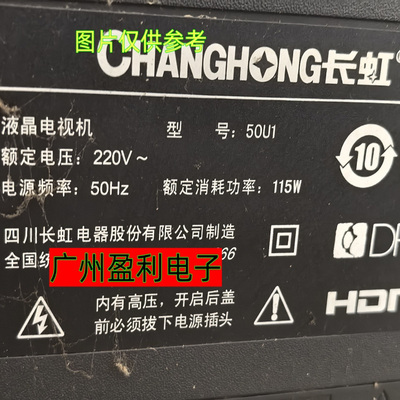 图片仅供参考
CHANGHONG长虹
液晶电视机 型 号：50U1
额定电压：220V～
电源频率：50Hz 额定消耗功率：115W
10
四川长虹电器股份有限公司制造
全国统 66
广州盈利电子
内有高压，开启后盖
前必须拔下电源插头